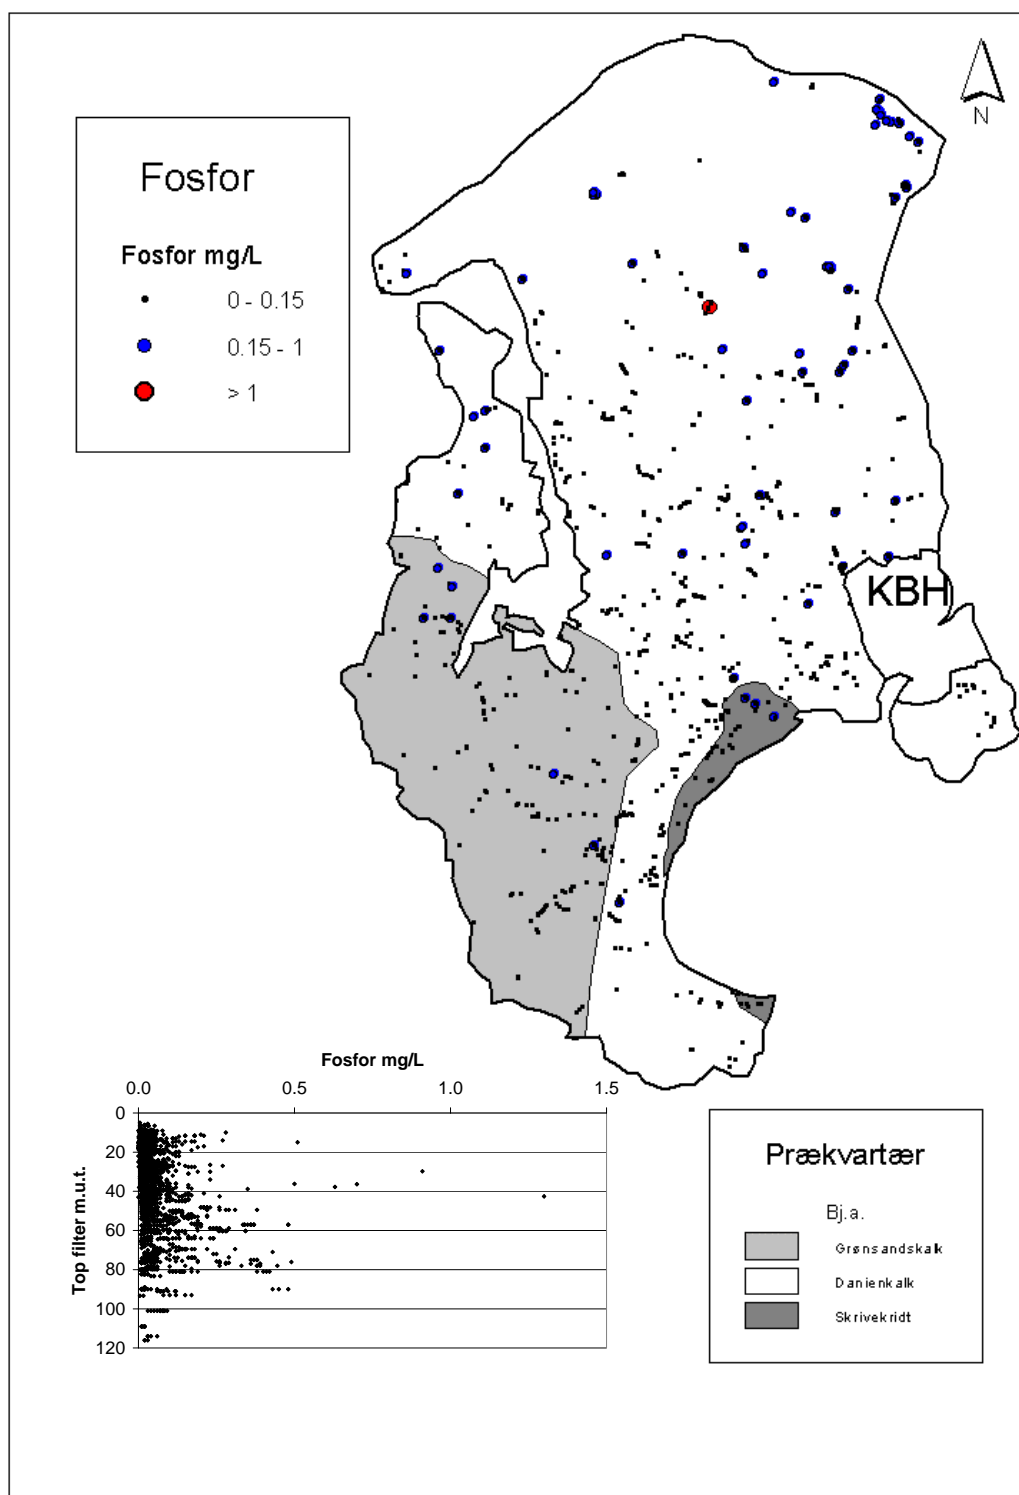 N
Fosfor
Fosfor mg/L
0 - 0.15
0.15 - 1
> 1
KBH
Fosfor mg/L
0.0 0.5 1.0 1.5
0
20
40
60
80
100
120
Top filter m.u.t.
Prækvartær
Bj.a.
Grønsandskalk
Danienkalk
Skrivekridt